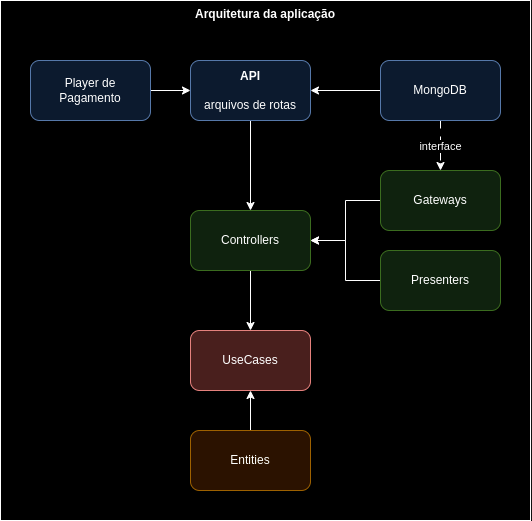 Arquitetura da aplicação
Player de
Pagamento
API
arquivos de rotas
MongoDB
interface
Gateways
Controllers
Presenters
UseCases
Entities